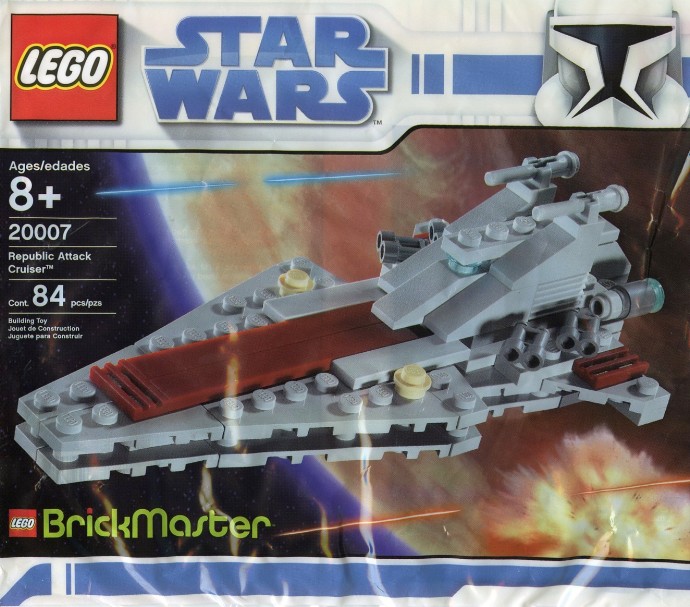 LEGO
STAR
WARS
TM
Ages/edades
8+
20007
Republic Attack
Cruiser™
Cont. 84 pcs/pzs
Building Toy
Jouet de Construction
Juguete para Construir
LEGO BrickMaster